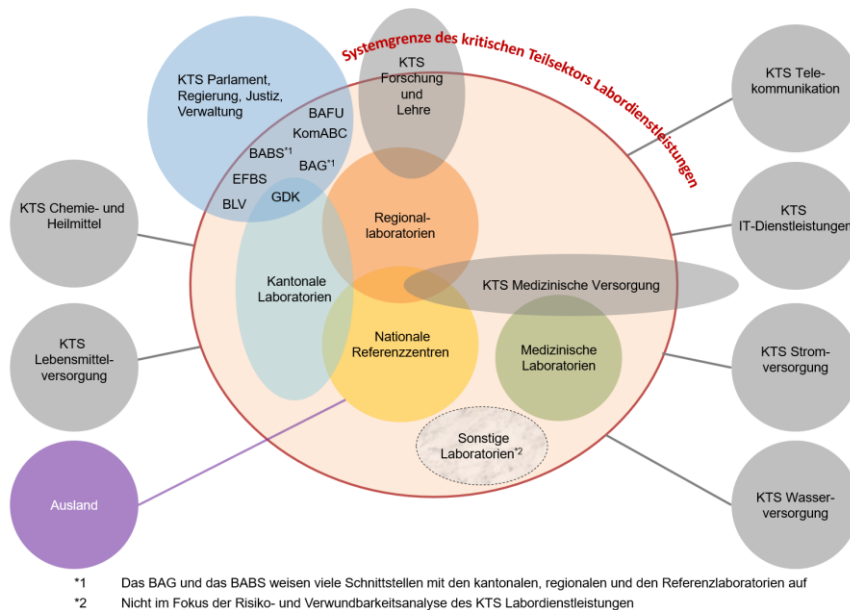 Systemgrenze des kritischen Teilsektors Labordienstleistungen
KTS Parlament,
Regierung, Justiz,
Verwaltung
BAFU
KomABC
BABS*1
BAG*1
EFBS
GDK
BLV
KTS
Forschung
und
Lehre
KTS Tele-
kommunikation
KTS Chemie- und
Heilmittel
Regional-
laboratorien
KTS
IT-Dienstleistungen
Kantonale
Laboratorien
KTS Medizinische Versorgung
KTS
Lebensmittel-
versorgung
Nationale
Referenzzentren
Medizinische
Laboratorien
KTS Strom-
versorgung
Sonstige
Laboratorien*2
Ausland
KTS Wasser-
versorgung
*1 Das BAG und das BABS weisen viele Schnittstellen mit den kantonalen, regionalen und den Referenzlaboratorien auf
*2 Nicht im Fokus der Risiko- und Verwundbarkeitsanalyse des KTS Labordienstleistungen